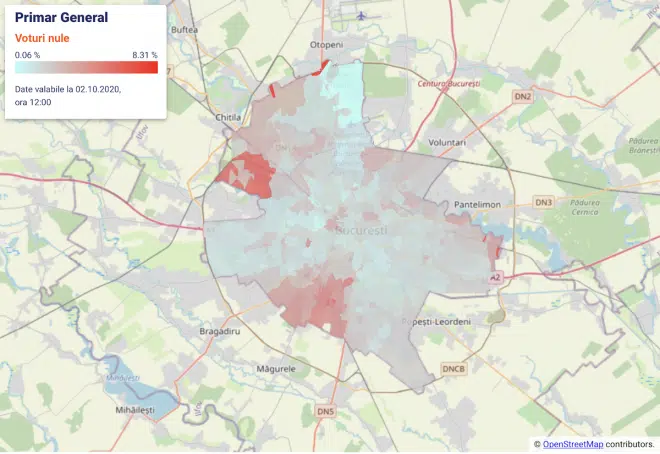 Primar General
Voturi nule
0.06 % 8.31 %
Date valabile la 02.10.2020,
ora 12:00
Buftea
Otopeni
Centura București
DN2
Chitila
Ilfov
Voluntari
Pădurea
Pantelimon
DN3
Pădurea
Cernica
București
A2
Bragadiru
Popești-Leordeni
Măgurele
DNCB
Mihăilești
Mihăilești
Ilfov
DN5
© OpenStreetMap contributors.